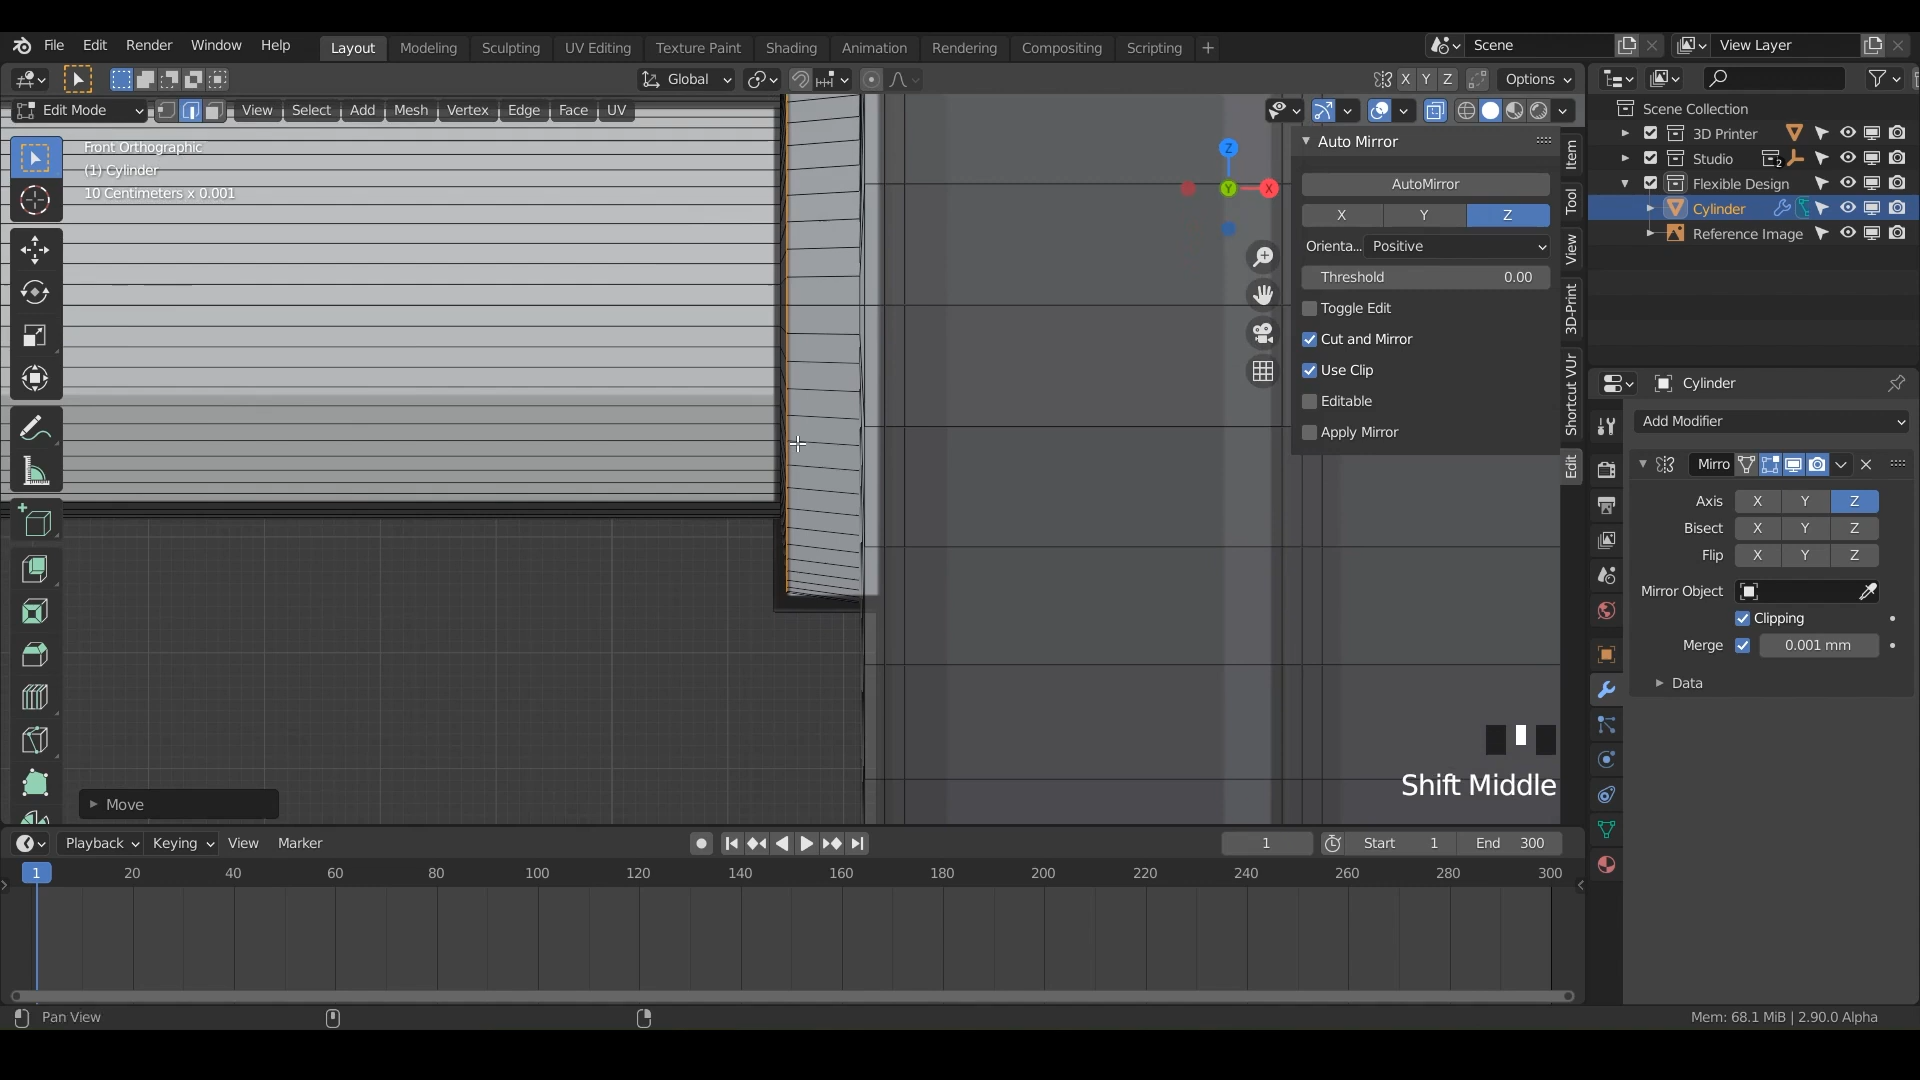 File Edit Render Window Help Layout Modeling Sculpting UV Editing Texture Paint Shading Animation Rendering Compositing Scripting + Scene View Layer
Global X Y Z Options
Edit Mode View Select Add Mesh Vertex Edge Face UV
Front Orthographic
(1) Cylinder
10 Centimeters x 0.001
Z
Y
X
Auto Mirror
AutoMirror
X Y Z
Orienta... Positive
Threshold 0.00
Toggle Edit
Cut and Mirror
Use Clip
Editable
Apply Mirror
Item
Tool
View
3D-Print
Shortcut VUr
Edit
Scene Collection
3D Printer
Studio 2
Flexible Design
Cylinder
Reference Image
Cylinder
Add Modifier
Mirro
Axis X Y Z
Bisect X Y Z
Flip X Y Z
Mirror Object
Clipping
Merge 0.001 mm
Data
Shift Middle
Move
Playback Keying View Marker 1 Start 1 End 300
1 20 40 60 80 100 120 140 160 180 200 220 240 260 280 300
Pan View Mem: 68.1 MiB | 2.90.0 Alpha